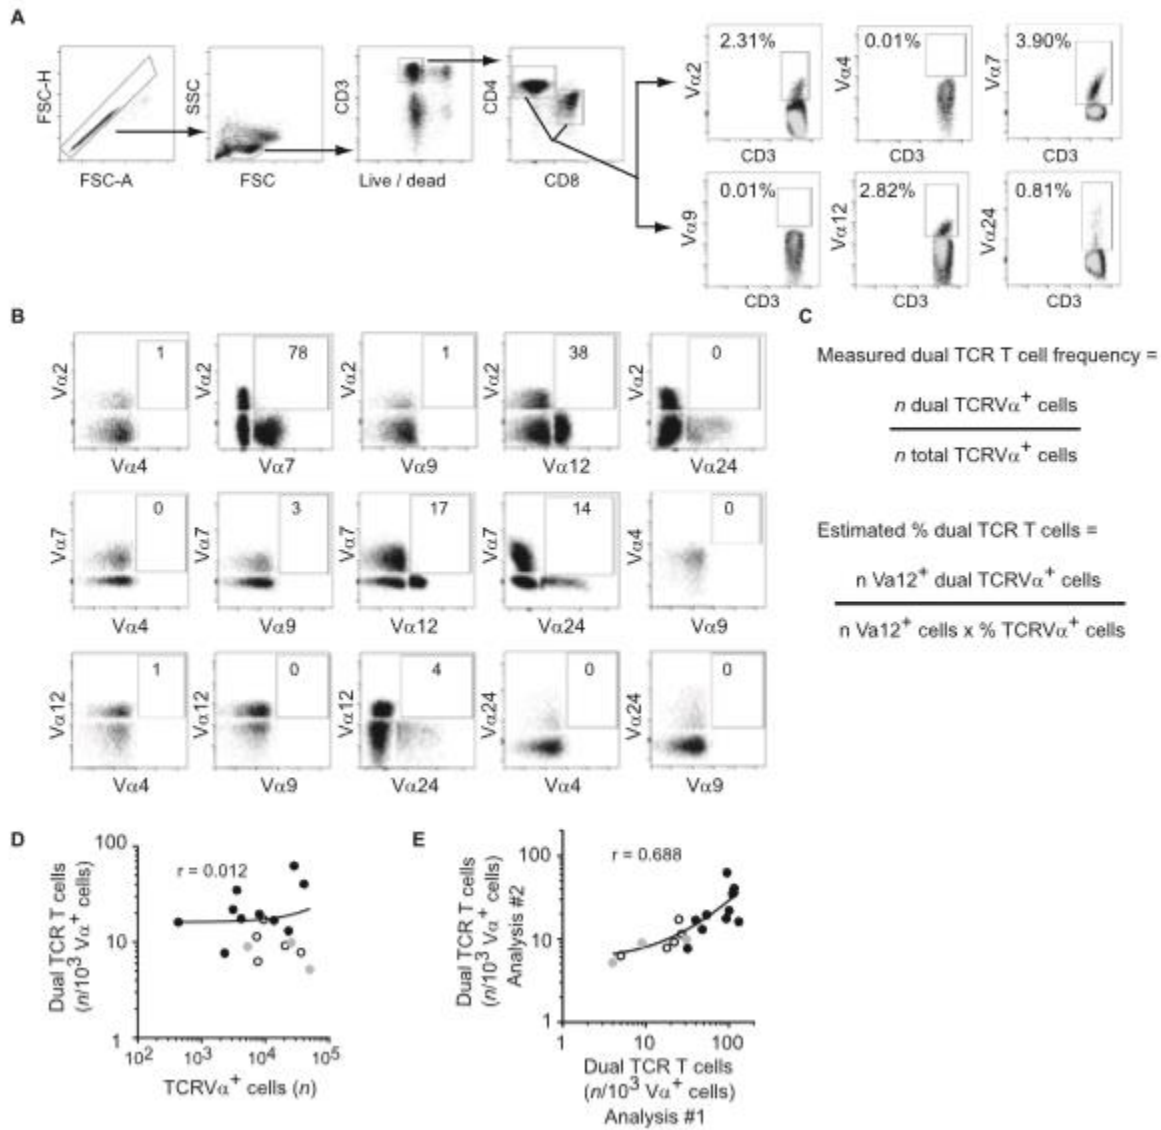 A
FSC-H
FSC-A
SSC
FSC
CD3
Live / dead
CD4
CD8
2.31%
Vα2
CD3
0.01%
Vα4
CD3
3.90%
Vα7
CD3
0.01%
Vα9
CD3
2.82%
Vα12
CD3
0.81%
Vα24
CD3
B
1
Vα2
Vα4
78
Vα2
Vα7
1
Vα2
Vα9
38
Vα2
Vα12
0
Vα2
Vα24
0
Vα7
Vα4
3
Vα7
Vα9
17
Vα7
Vα12
14
Vα7
Vα24
0
Vα4
Vα9
1
Vα12
Vα4
0
Vα12
Vα9
4
Vα12
Vα24
0
Vα24
Vα4
0
Vα24
Vα9
C
Measured dual TCR T cell frequency =
n dual TCRVα⁺ cells
n total TCRVα⁺ cells
Estimated % dual TCR T cells =
n Va12⁺ dual TCRVα⁺ cells
n Va12⁺ cells x % TCRVα⁺ cells
D
Dual TCR T cells
(n/10³ Vα⁺ cells)
100
10
1
r = 0.012
10² 10³ 10⁴ 10⁵
TCRVα⁺ cells (n)
E
Dual TCR T cells
(n/10³ Vα⁺ cells)
Analysis #2
100
10
1
r = 0.688
1 10 100
Dual TCR T cells
(n/10³ Vα⁺ cells)
Analysis #1